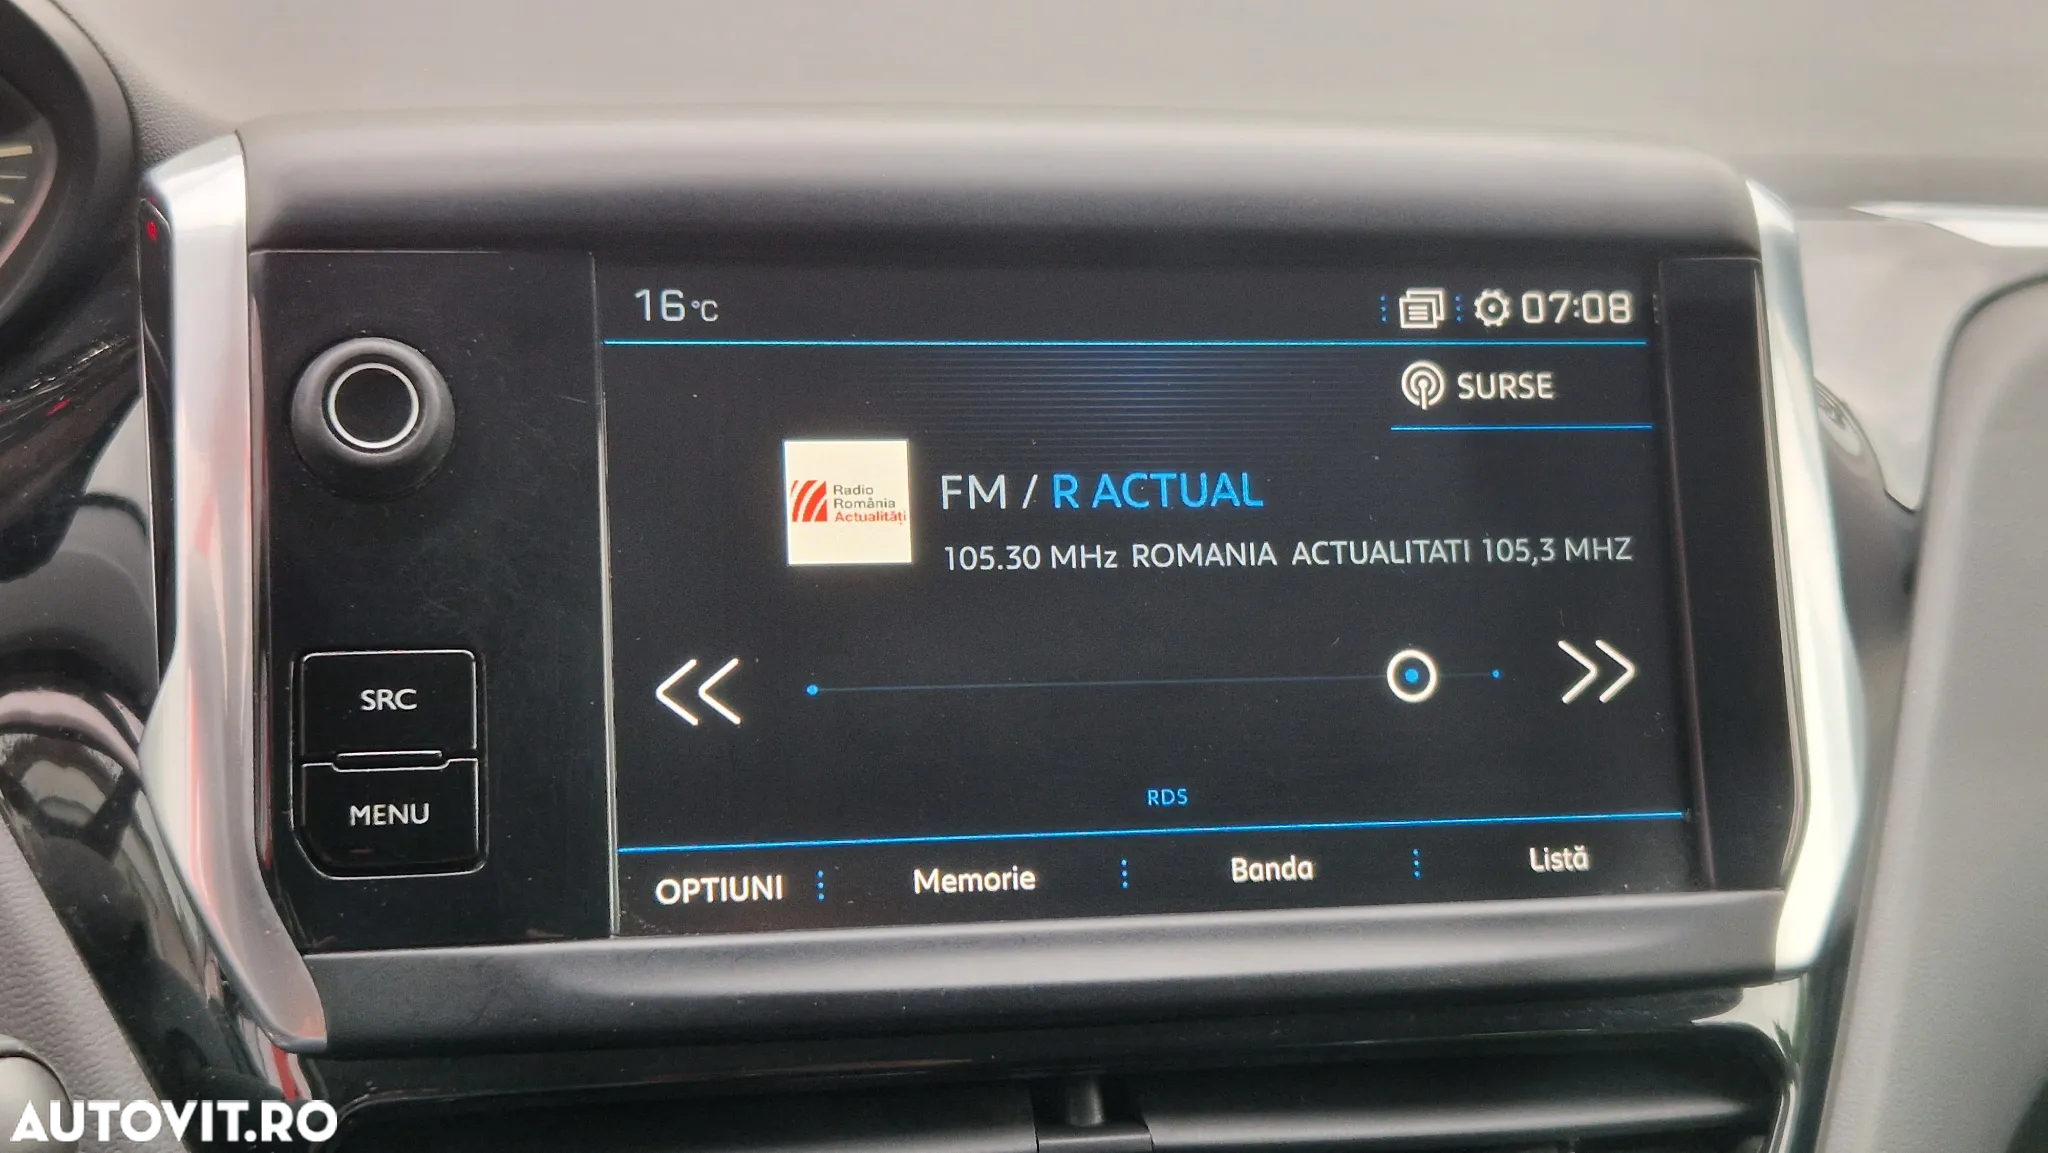 16°C
07:08
SURSE
Radio
România
Actualități
FM / R ACTUAL
105.30 MHz ROMANIA ACTUALITATI 105,3 MHZ
SRC
MENU
RDS
OPTIUNI
Memorie
Banda
Listă
AUTOVIT.RO